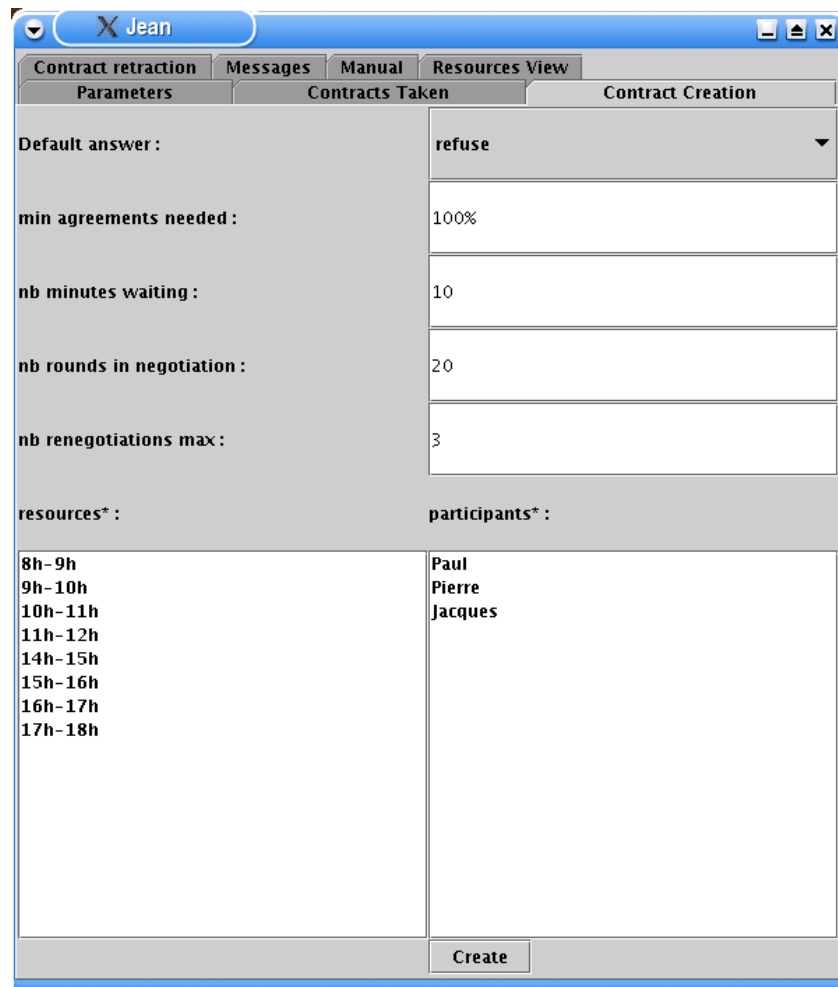 Jean
Contract retraction Messages Manual Resources View
Parameters Contracts Taken Contract Creation
Default answer : refuse
min agreements needed : 100%
nb minutes waiting : 10
nb rounds in negotiation : 20
nb renegotiations max : 3
resources* : participants* :
8h-9h Paul
9h-10h Pierre
10h-11h Jacques
11h-12h
14h-15h
15h-16h
16h-17h
17h-18h
Create